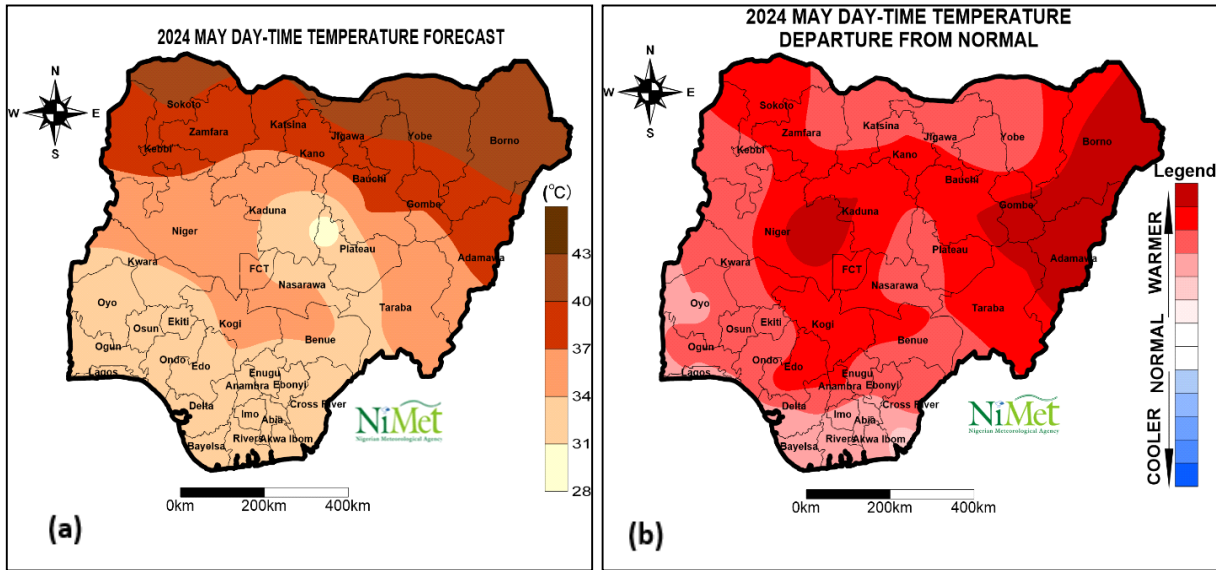 2024 MAY DAY-TIME TEMPERATURE FORECAST
N
W E
S
Sokoto
Zamfara
Katsina
Jigawa
Yobe
Borno
Kebbi
Kano
Bauchi
Gombe
Kaduna
Niger
Plateau
Adamawa
Kwara
FCT
Nasarawa
Oyo
Taraba
Osun
Ekiti
Kogi
Benue
Ogun
Ondo
Edo
Enugu
Lagos
Anambra
Ebonyi
Delta
Imo
Abia
Cross River
Bayelsa
Rivers
Akwa Ibom
NiMet
Nigerian Meteorological Agency
0km 200km 400km
(°C)
43
40
37
34
31
28
(a)
2024 MAY DAY-TIME TEMPERATURE
DEPARTURE FROM NORMAL
N
W E
S
Sokoto
Zamfara
Katsina
Jigawa
Yobe
Borno
Kebbi
Kano
Bauchi
Gombe
Kaduna
Niger
Plateau
Adamawa
Kwara
FCT
Nasarawa
Oyo
Taraba
Osun
Ekiti
Kogi
Benue
Ogun
Ondo
Edo
Enugu
Lagos
Anambra
Ebonyi
Delta
Imo
Abia
Cross River
Bayelsa
Rivers
Akwa Ibom
NiMet
Nigerian Meteorological Agency
0km 200km 400km
Legend
COOLER NORMAL WARMER
(b)